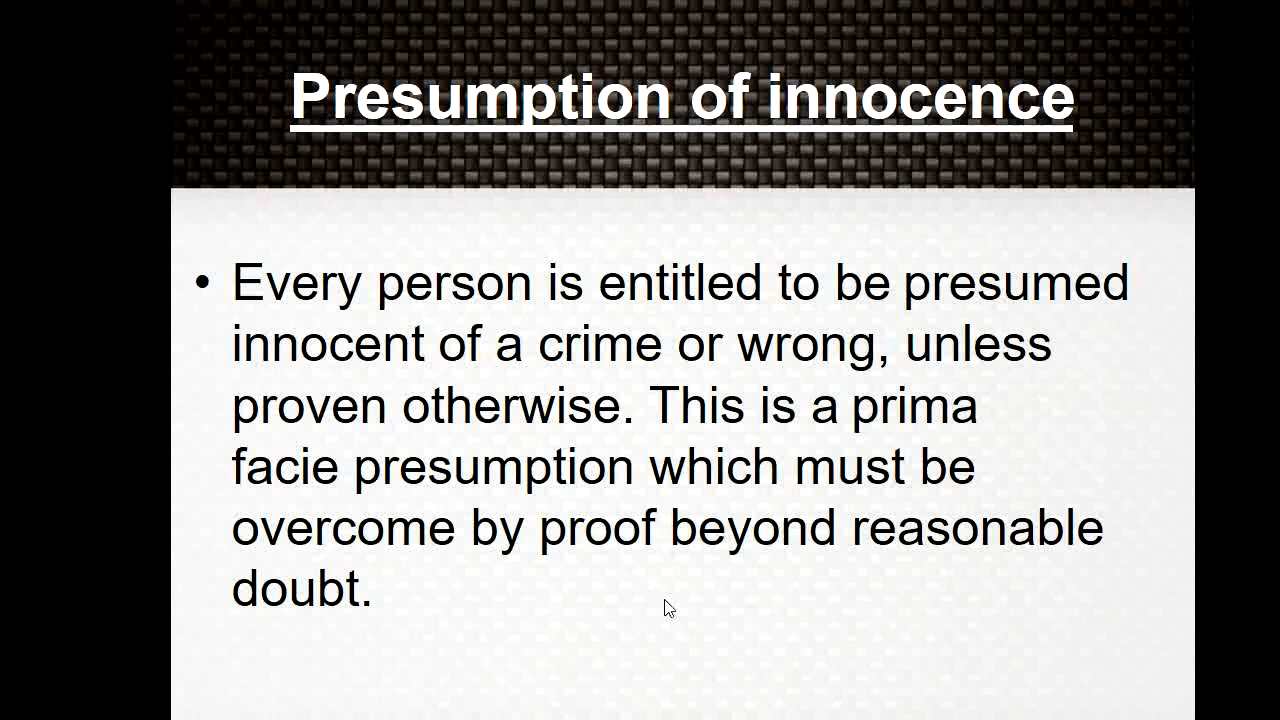 Presumption of innocence
• Every person is entitled to be presumed
innocent of a crime or wrong, unless
proven otherwise. This is a prima
facie presumption which must be
overcome by proof beyond reasonable
doubt.